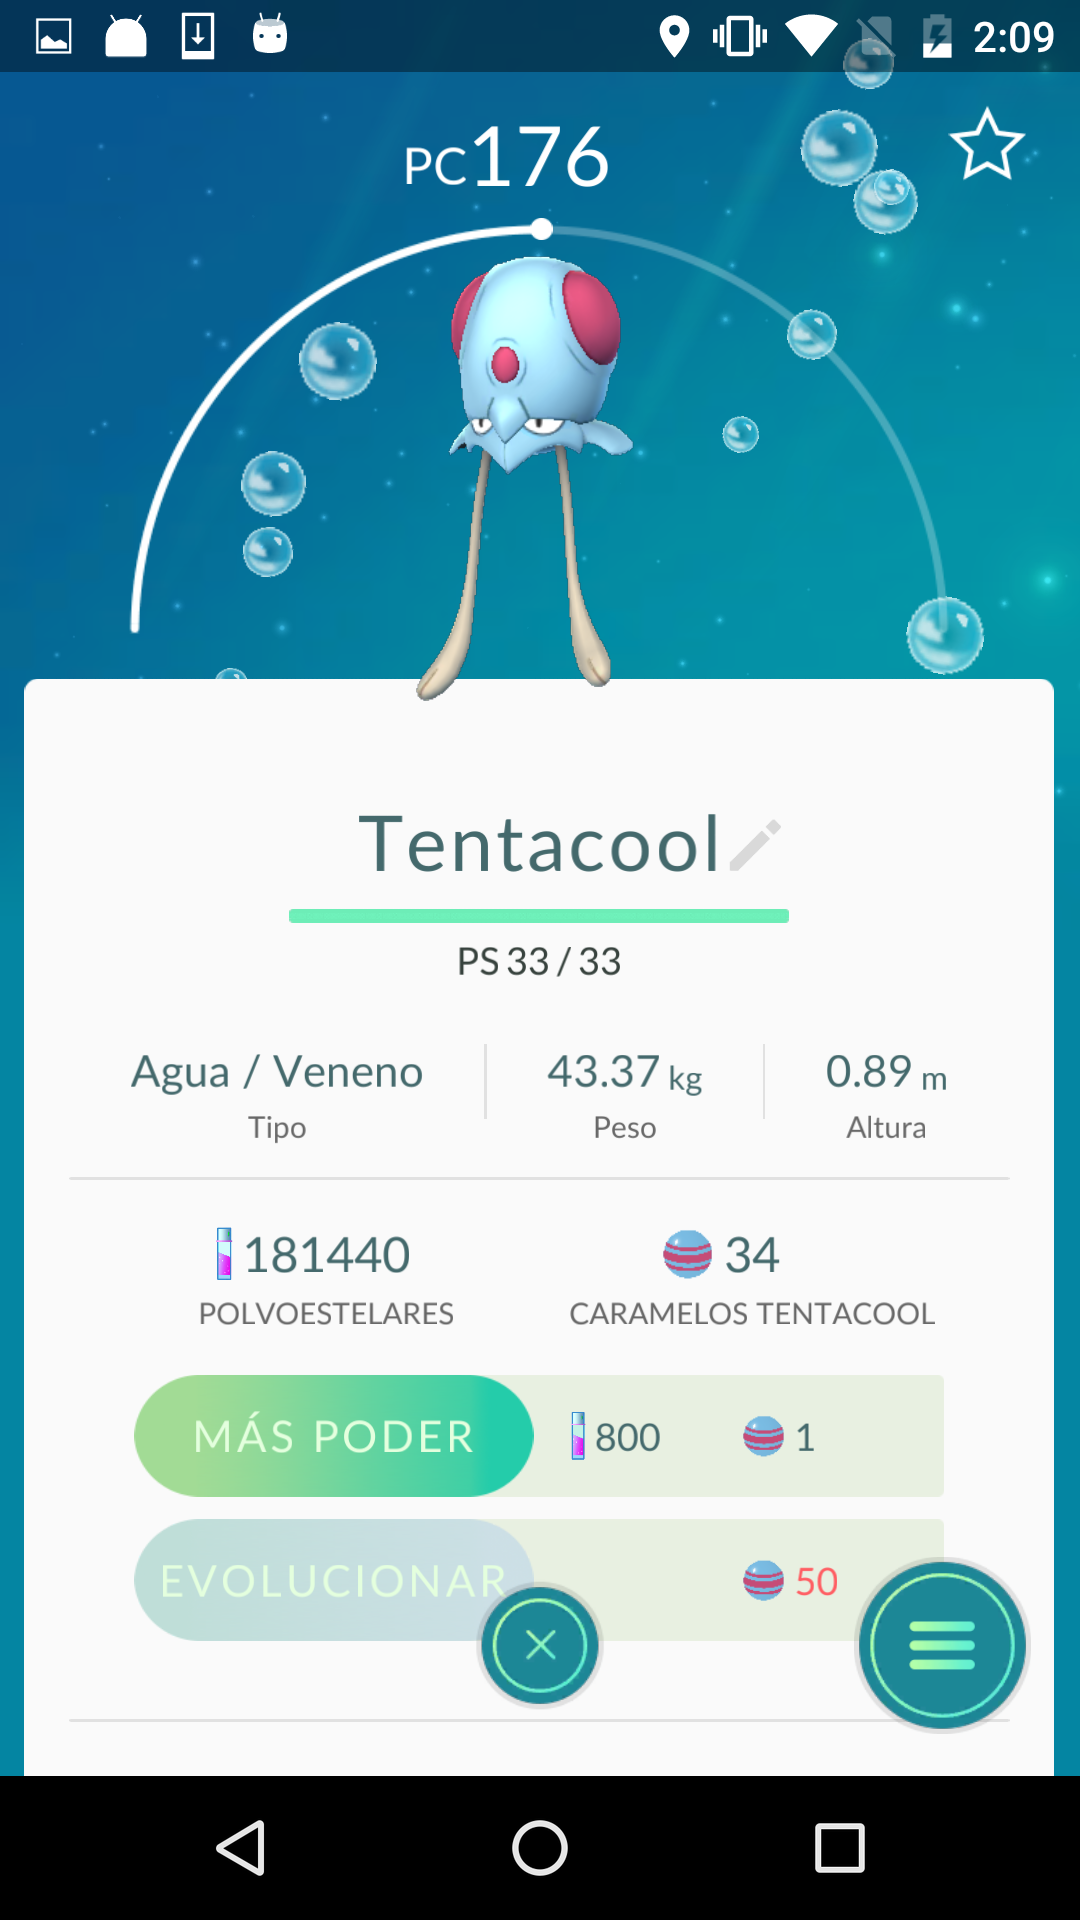 2:09
PC176
Tentacool
PS 33 / 33
Agua / Veneno
Tipo
43.37 kg
Peso
0.89 m
Altura
181440
POLVOESTELARES
34
CARAMELOS TENTACOOL
MÁS PODER 800 1
EVOLUCIONAR 50